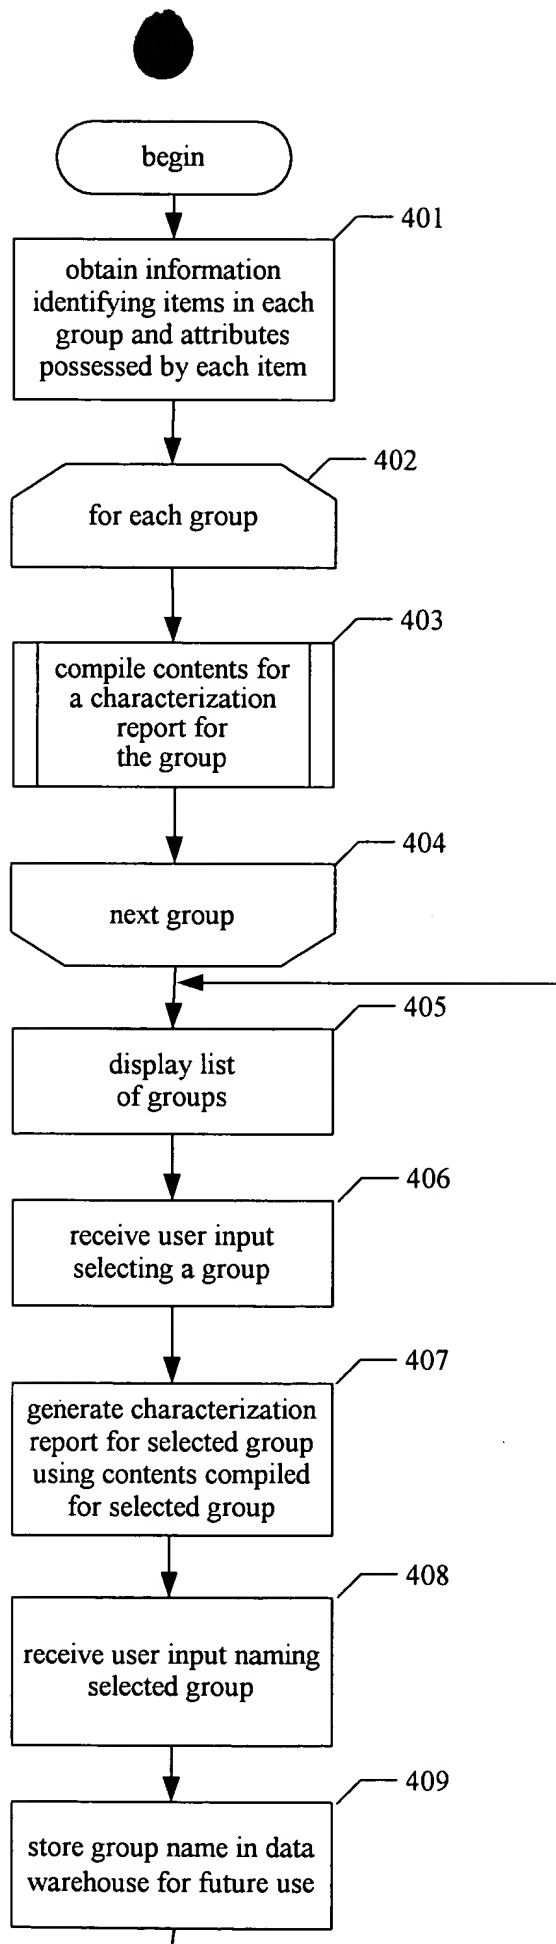 begin
401
obtain information
identifying items in each
group and attributes
possessed by each item
402
for each group
403
compile contents for
a characterization
report for
the group
404
next group
405
display list
of groups
406
receive user input
selecting a group
407
generate characterization
report for selected group
using contents compiled
for selected group
408
receive user input naming
selected group
409
store group name in data
warehouse for future use